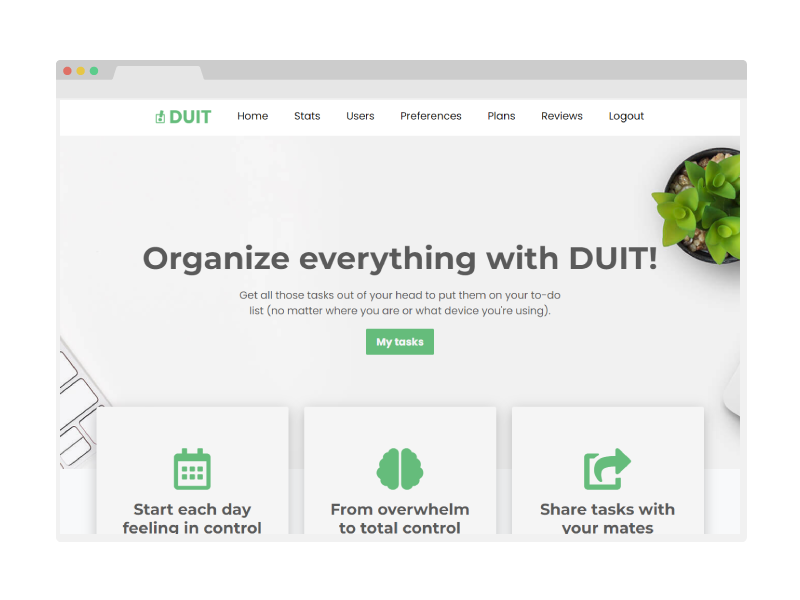 DUIT Home Stats Users Preferences Plans Reviews Logout
Organize everything with DUIT!
Get all those tasks out of your head to put them on your to-do
list (no matter where you are or what device you're using).
My tasks
Start each day
feeling in control
From overwhelm
to total control
Share tasks with
your mates